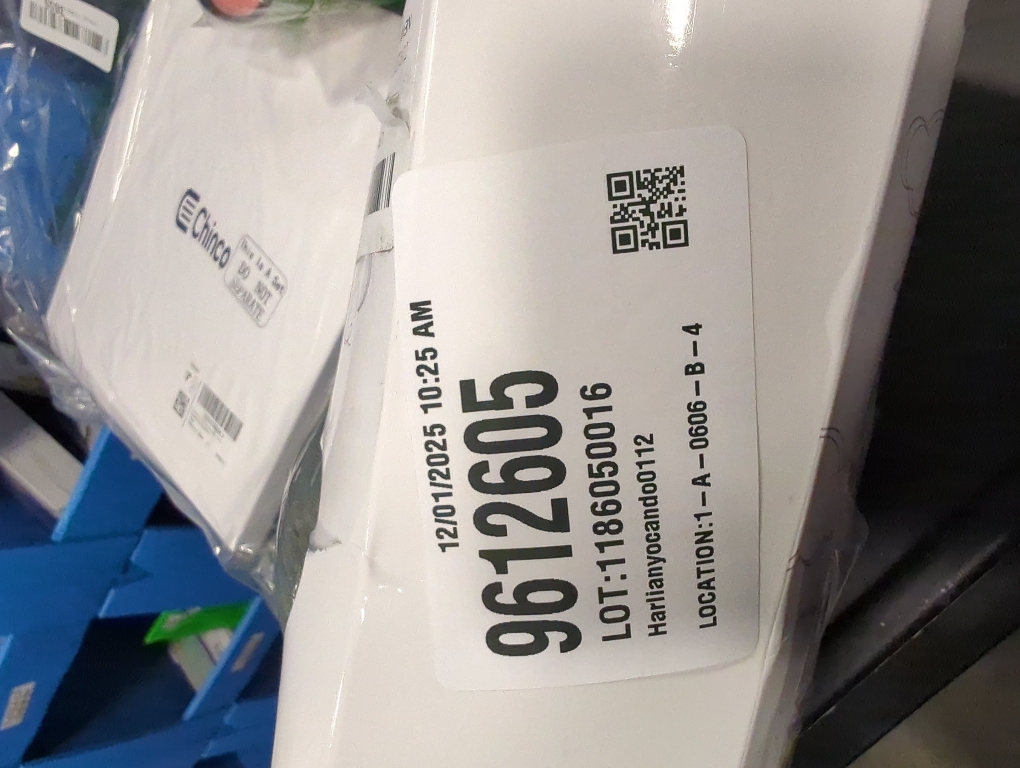 12/01/2025 10:25 AM
9612605
LOT:1186050016
Harlianyocando0112
LOCATION:1-A-0606-B-4
Chinco
This Is A Set
DO NOT
SEPARATE